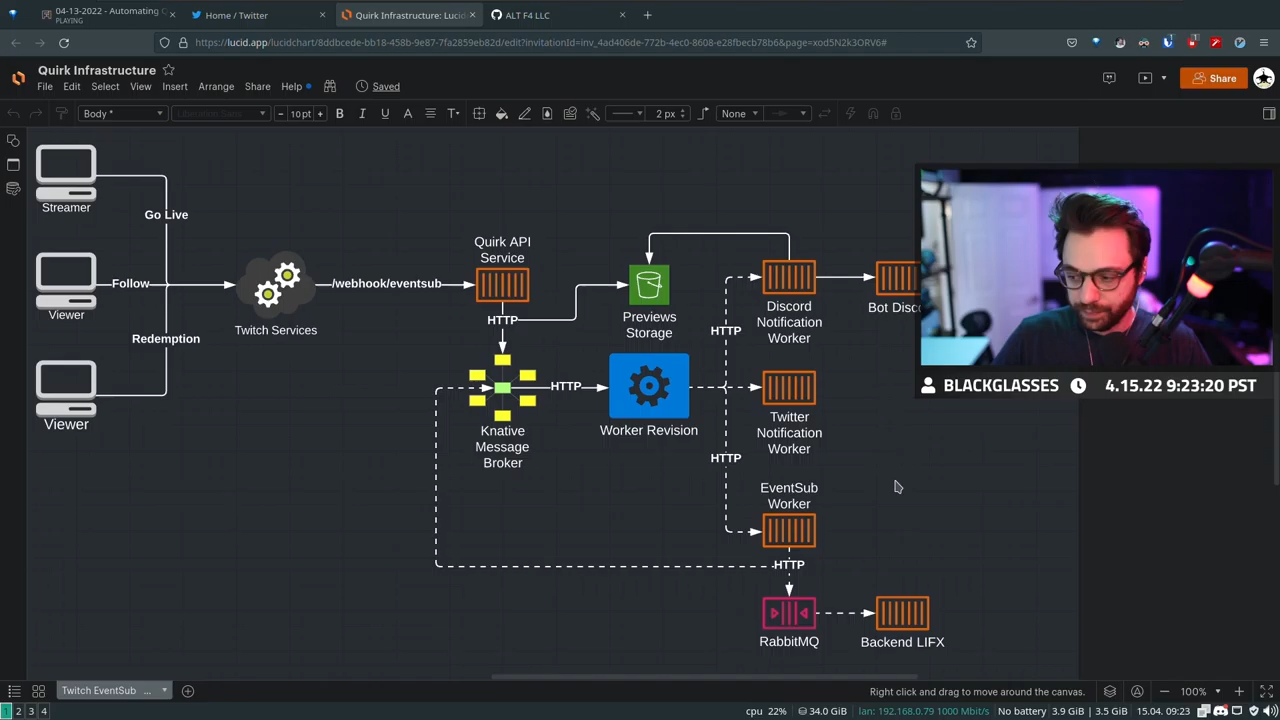 04-13-2022 - Automating Q
PLAYING
Home / Twitter
Quirk Infrastructure: Lucid
ALT F4 LLC
https://lucid.app/lucidchart/8ddbcede-bb18-458b-9e87-7fa2859eb82d/edit?invitationId=inv_4ad406de-772b-4ec0-8608-e28fbecb78b6&page=xod5N2k3ORV6#
Quirk Infrastructure
File Edit Select View Insert Arrange Share Help Saved
Share
Body
Liberation Sans
10 pt
B I U A T
2 px
None
Streamer
Go Live
Viewer
Follow
Redemption
Viewer
Twitch Services
/webhook/eventsub
Quirk API
Service
HTTP
Previews
Storage
Knative
Message
Broker
HTTP
Worker Revision
HTTP
HTTP
Discord
Notification
Worker
Bot Disco
Twitter
Notification
Worker
EventSub
Worker
HTTP
RabbitMQ
Backend LIFX
BLACKGLASSES 4.15.22 9:23:20 PST
Twitch EventSub ...
Right click and drag to move around the canvas.
100%
1 2 3 4
cpu 22% 34.0 GiB lan: 192.168.0.79 1000 Mbit/s No battery 3.9 GiB | 3.5 GiB 15.04. 09:23